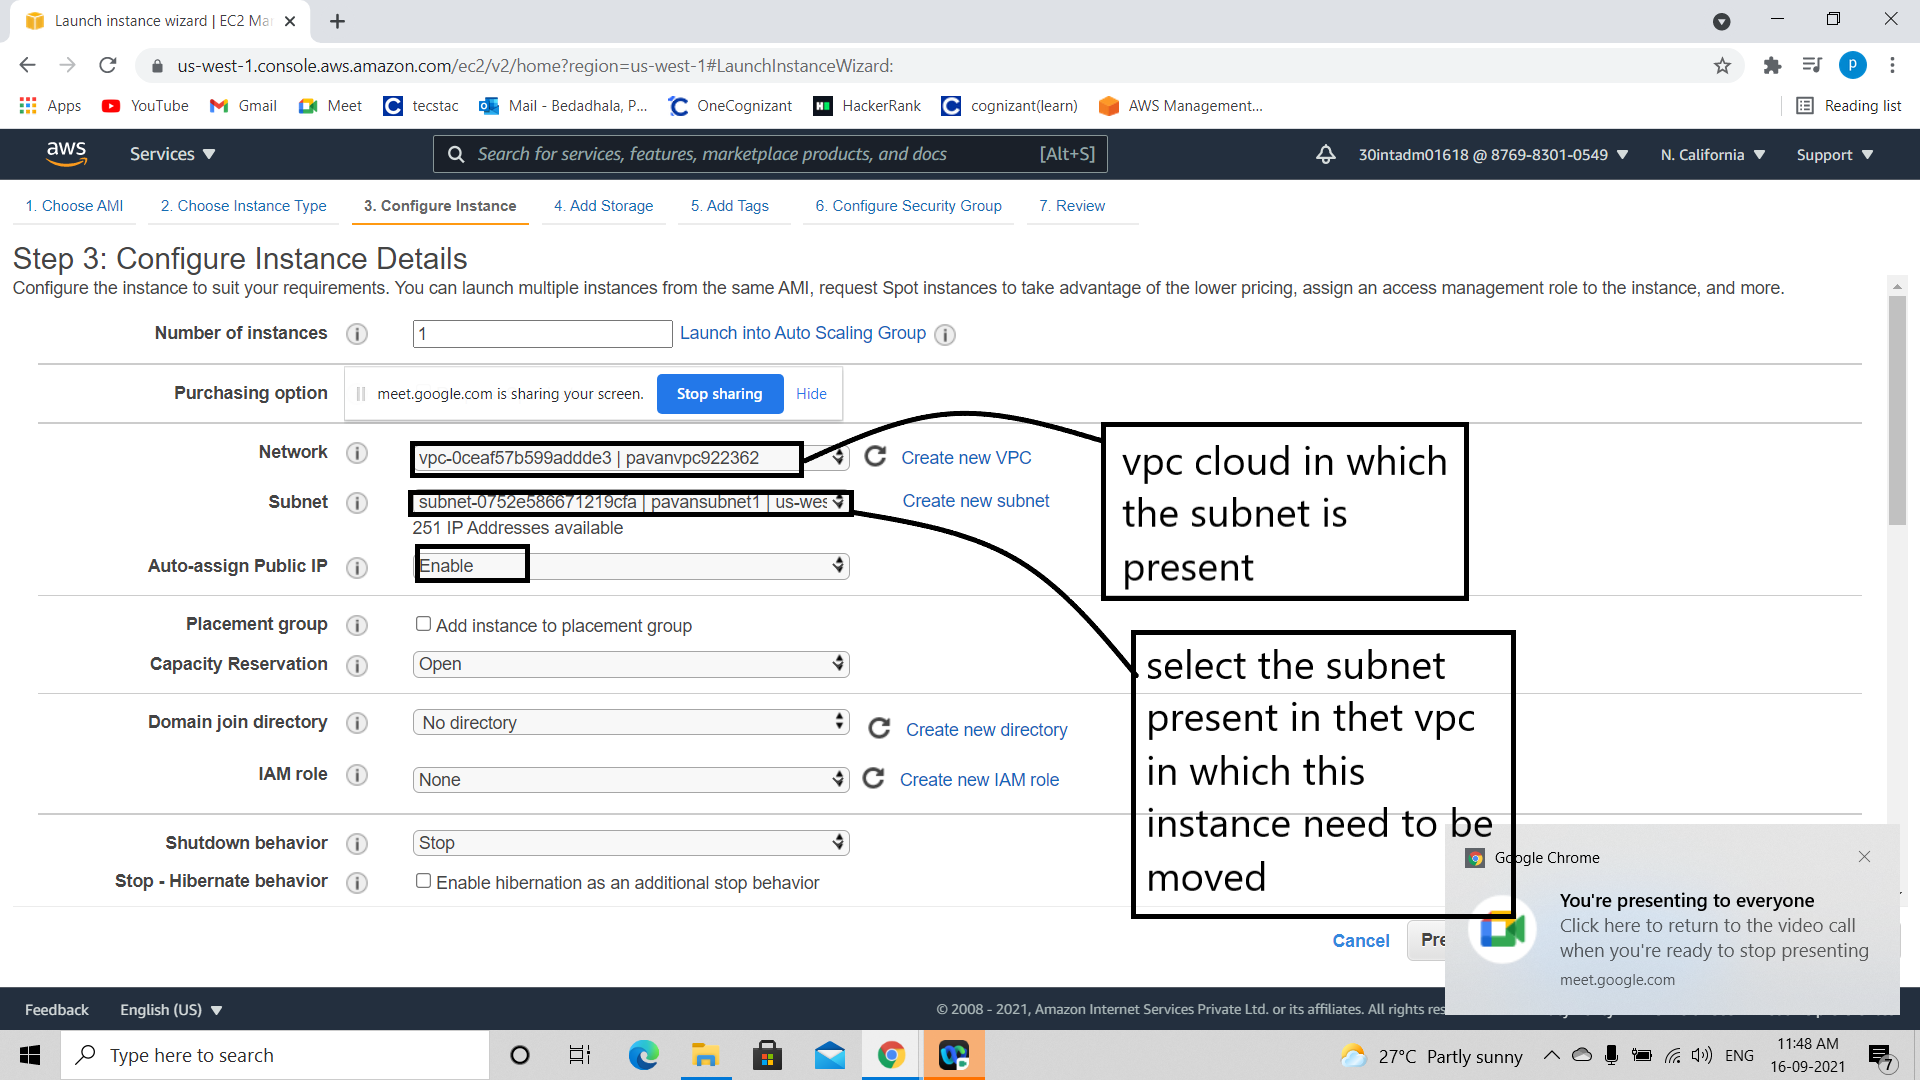 Launch instance wizard | EC2 Ma
us-west-1.console.aws.amazon.com/ec2/v2/home?region=us-west-1#LaunchInstanceWizard:
P
Apps YouTube Gmail Meet tecstac Mail - Bedadhala, P... OneCognizant HackerRank cognizant(learn) AWS Management... Reading list
aws Services Search for services, features, marketplace products, and docs [Alt+S] 30intadm01618 @ 8769-8301-0549 N. California Support
1. Choose AMI 2. Choose Instance Type 3. Configure Instance 4. Add Storage 5. Add Tags 6. Configure Security Group 7. Review
Step 3: Configure Instance Details
Configure the instance to suit your requirements. You can launch multiple instances from the same AMI, request Spot instances to take advantage of the lower pricing, assign an access management role to the instance, and more.
Number of instances 1 Launch into Auto Scaling Group
Purchasing option meet.google.com is sharing your screen. Stop sharing Hide
Network vpc-0ceaf57b599addde3 | pavanvpc922362 Create new VPC
Subnet subnet-0752e586671219cfa | pavansubnet1 | us-wes Create new subnet
251 IP Addresses available
Auto-assign Public IP Enable
Placement group Add instance to placement group
Capacity Reservation Open
Domain join directory No directory Create new directory
IAM role None Create new IAM role
Shutdown behavior Stop
Stop - Hibernate behavior Enable hibernation as an additional stop behavior
vpc cloud in which
the subnet is
present
select the subnet
present in thet vpc
in which this
instance need to be
moved
Google Chrome
You're presenting to everyone
Click here to return to the video call
when you're ready to stop presenting
meet.google.com
Cancel Pre
Feedback English (US) © 2008 - 2021, Amazon Internet Services Private Ltd. or its affiliates. All rights res
Type here to search 27°C Partly sunny ENG 11:48 AM
16-09-2021 7